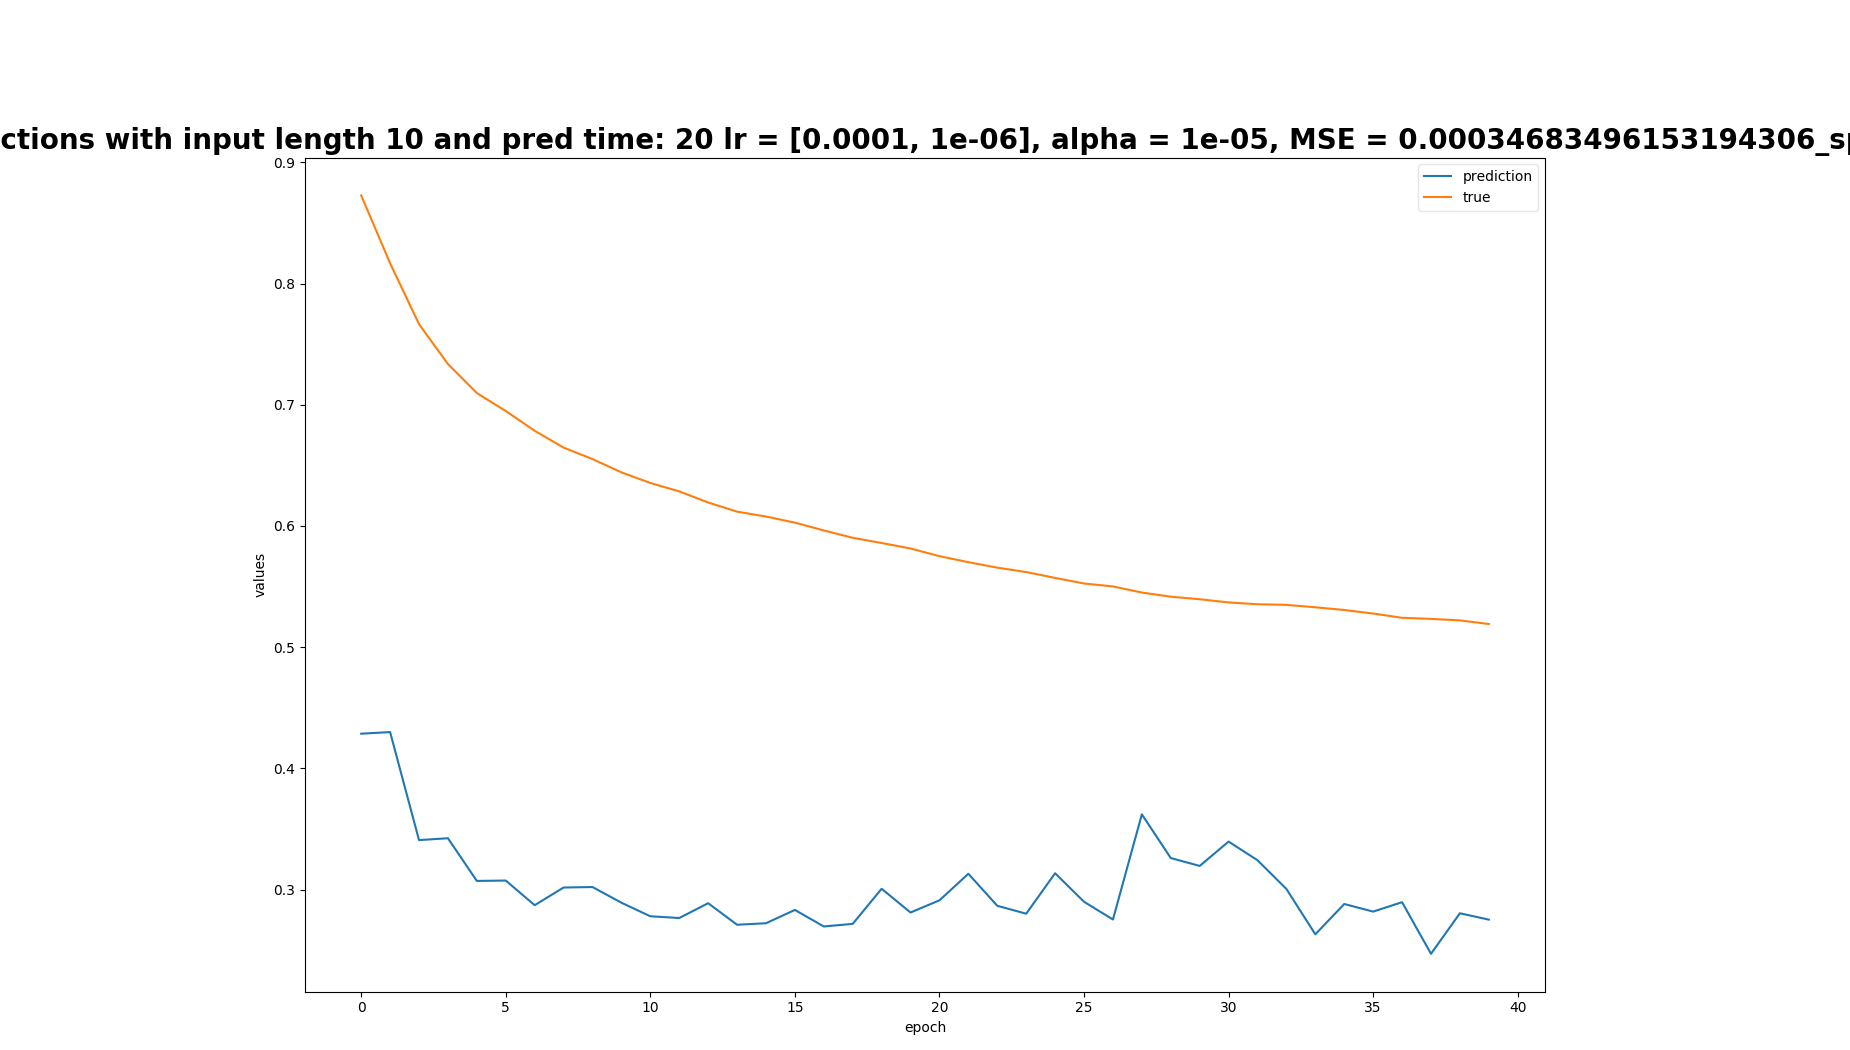 ctions with input length 10 and pred time: 20 lr = [0.0001, 1e-06], alpha = 1e-05, MSE = 0.00034683496153194306_sp
prediction
true
0.9
0.8
0.7
0.6
0.5
0.4
0.3
values
0 5 10 15 20 25 30 35 40
epoch